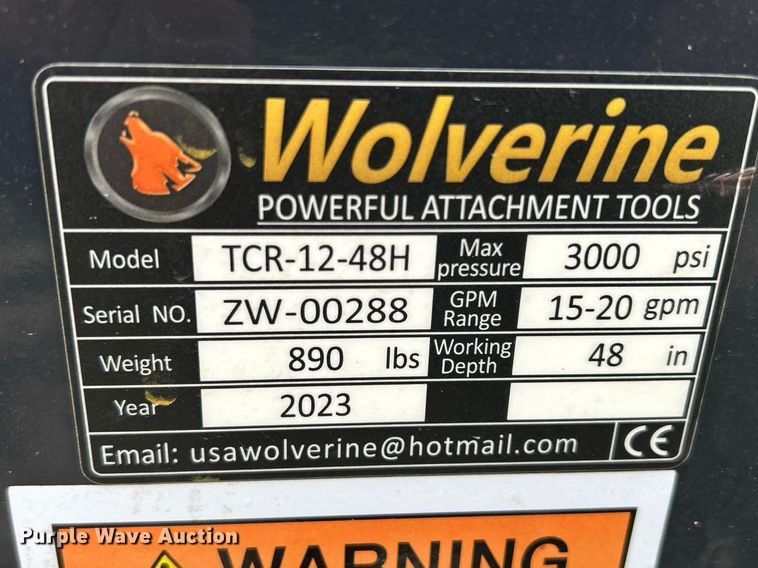 Wolverine
POWERFUL ATTACHMENT TOOLS
Model TCR-12-48H Max pressure 3000 psi
Serial NO. ZW-00288 GPM Range 15-20 gpm
Weight 890 lbs Working Depth 48 in
Year 2023
Email: usawolverine@hotmail.com CE
WARNING
Purple Wave Auction